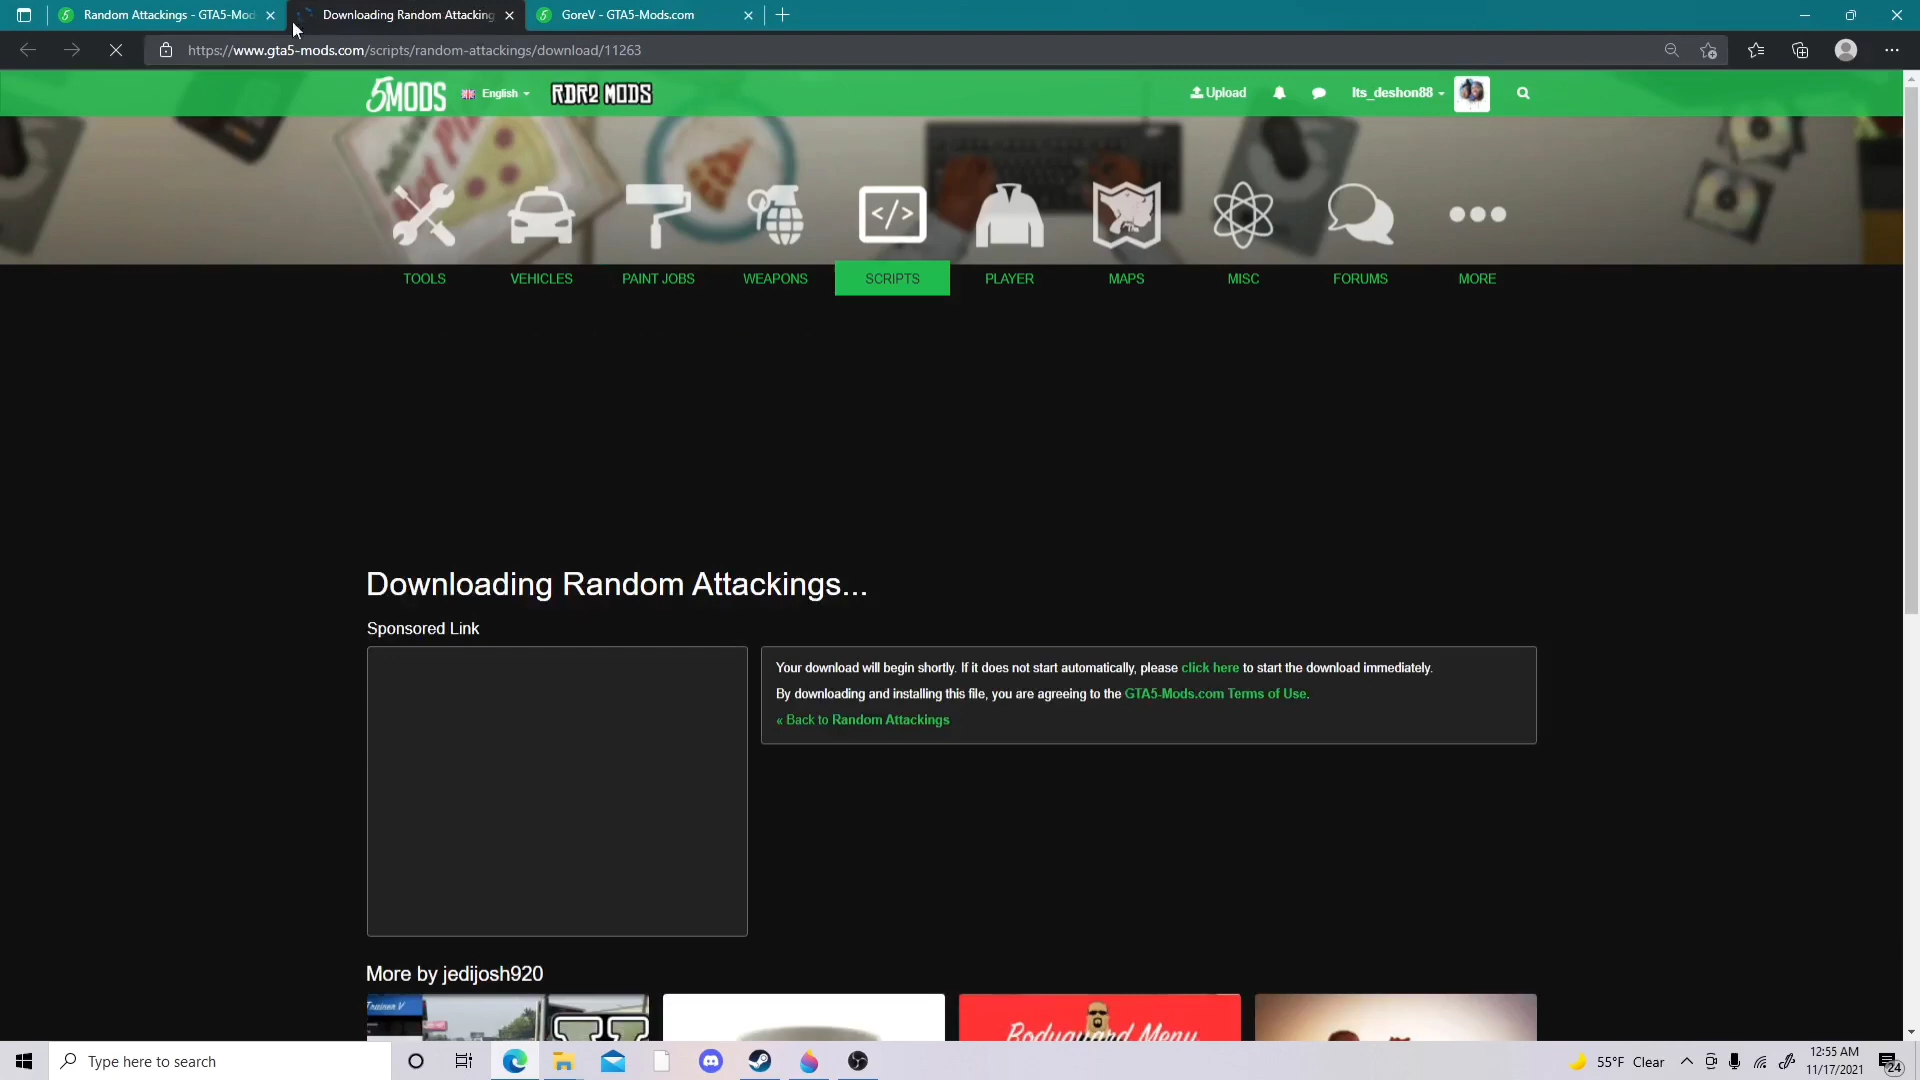 Random Attackings - GTA5-Mod
Downloading Random Attacking
5 GoreV - GTA5-Mods.com
https://www.gta5-mods.com/scripts/random-attackings/download/11263
5MODS
English
RDR2 MODS
Upload
Its_deshon88
TOOLS
VEHICLES
PAINT JOBS
WEAPONS
SCRIPTS
PLAYER
MAPS
MISC
FORUMS
MORE
Downloading Random Attackings...
Sponsored Link
Your download will begin shortly. If it does not start automatically, please click here to start the download immediately.
By downloading and installing this file, you are agreeing to the GTA5-Mods.com Terms of Use.
« Back to Random Attackings
More by jedijosh920
Trainer V
V
Bodyguard Menu
Type here to search
55°F Clear
12:55 AM
11/17/2021
24